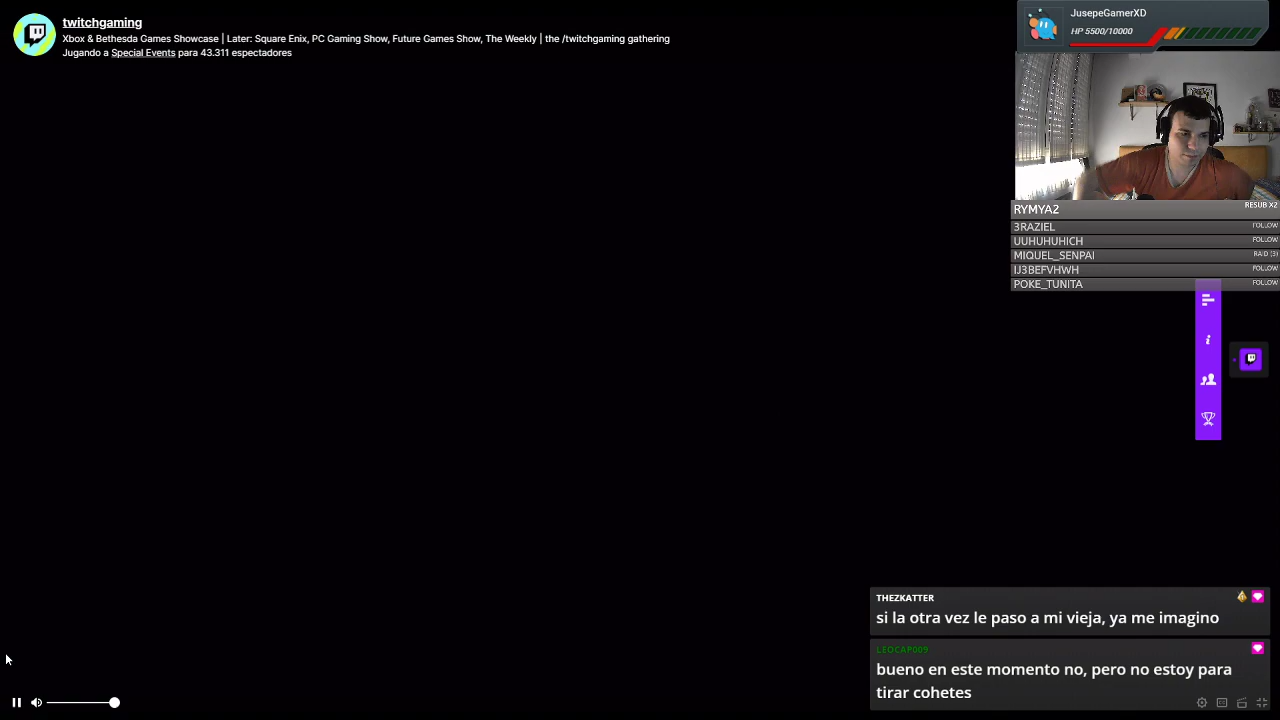 twitchgaming
Xbox & Bethesda Games Showcase | Later: Square Enix, PC Gaming Show, Future Games Show, The Weekly | the /twitchgaming gathering
Jugando a Special Events para 43.311 espectadores
JusepeGamerXD
HP 5500/10000
RYMYA2 RESUB X2
3RAZIEL FOLLOW
UUHUHUHICH FOLLOW
MIQUEL_SENPAI RAID (3)
IJ3BEFVHWH FOLLOW
POKE_TUNITA FOLLOW
THEZKATTER
si la otra vez le paso a mi vieja, ya me imagino
LEOCAP009
bueno en este momento no, pero no estoy para
tirar cohetes